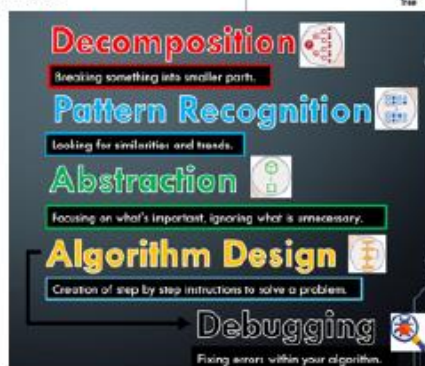 Tree
Decomposition
Breaking something into smaller parts.
Pattern Recognition
Looking for similarities and trends.
Abstraction
Focusing on what's important, ignoring what is unnecessary.
Algorithm Design
Creation of step by step instructions to solve a problem.
Debugging
Fixing errors within your algorithm.